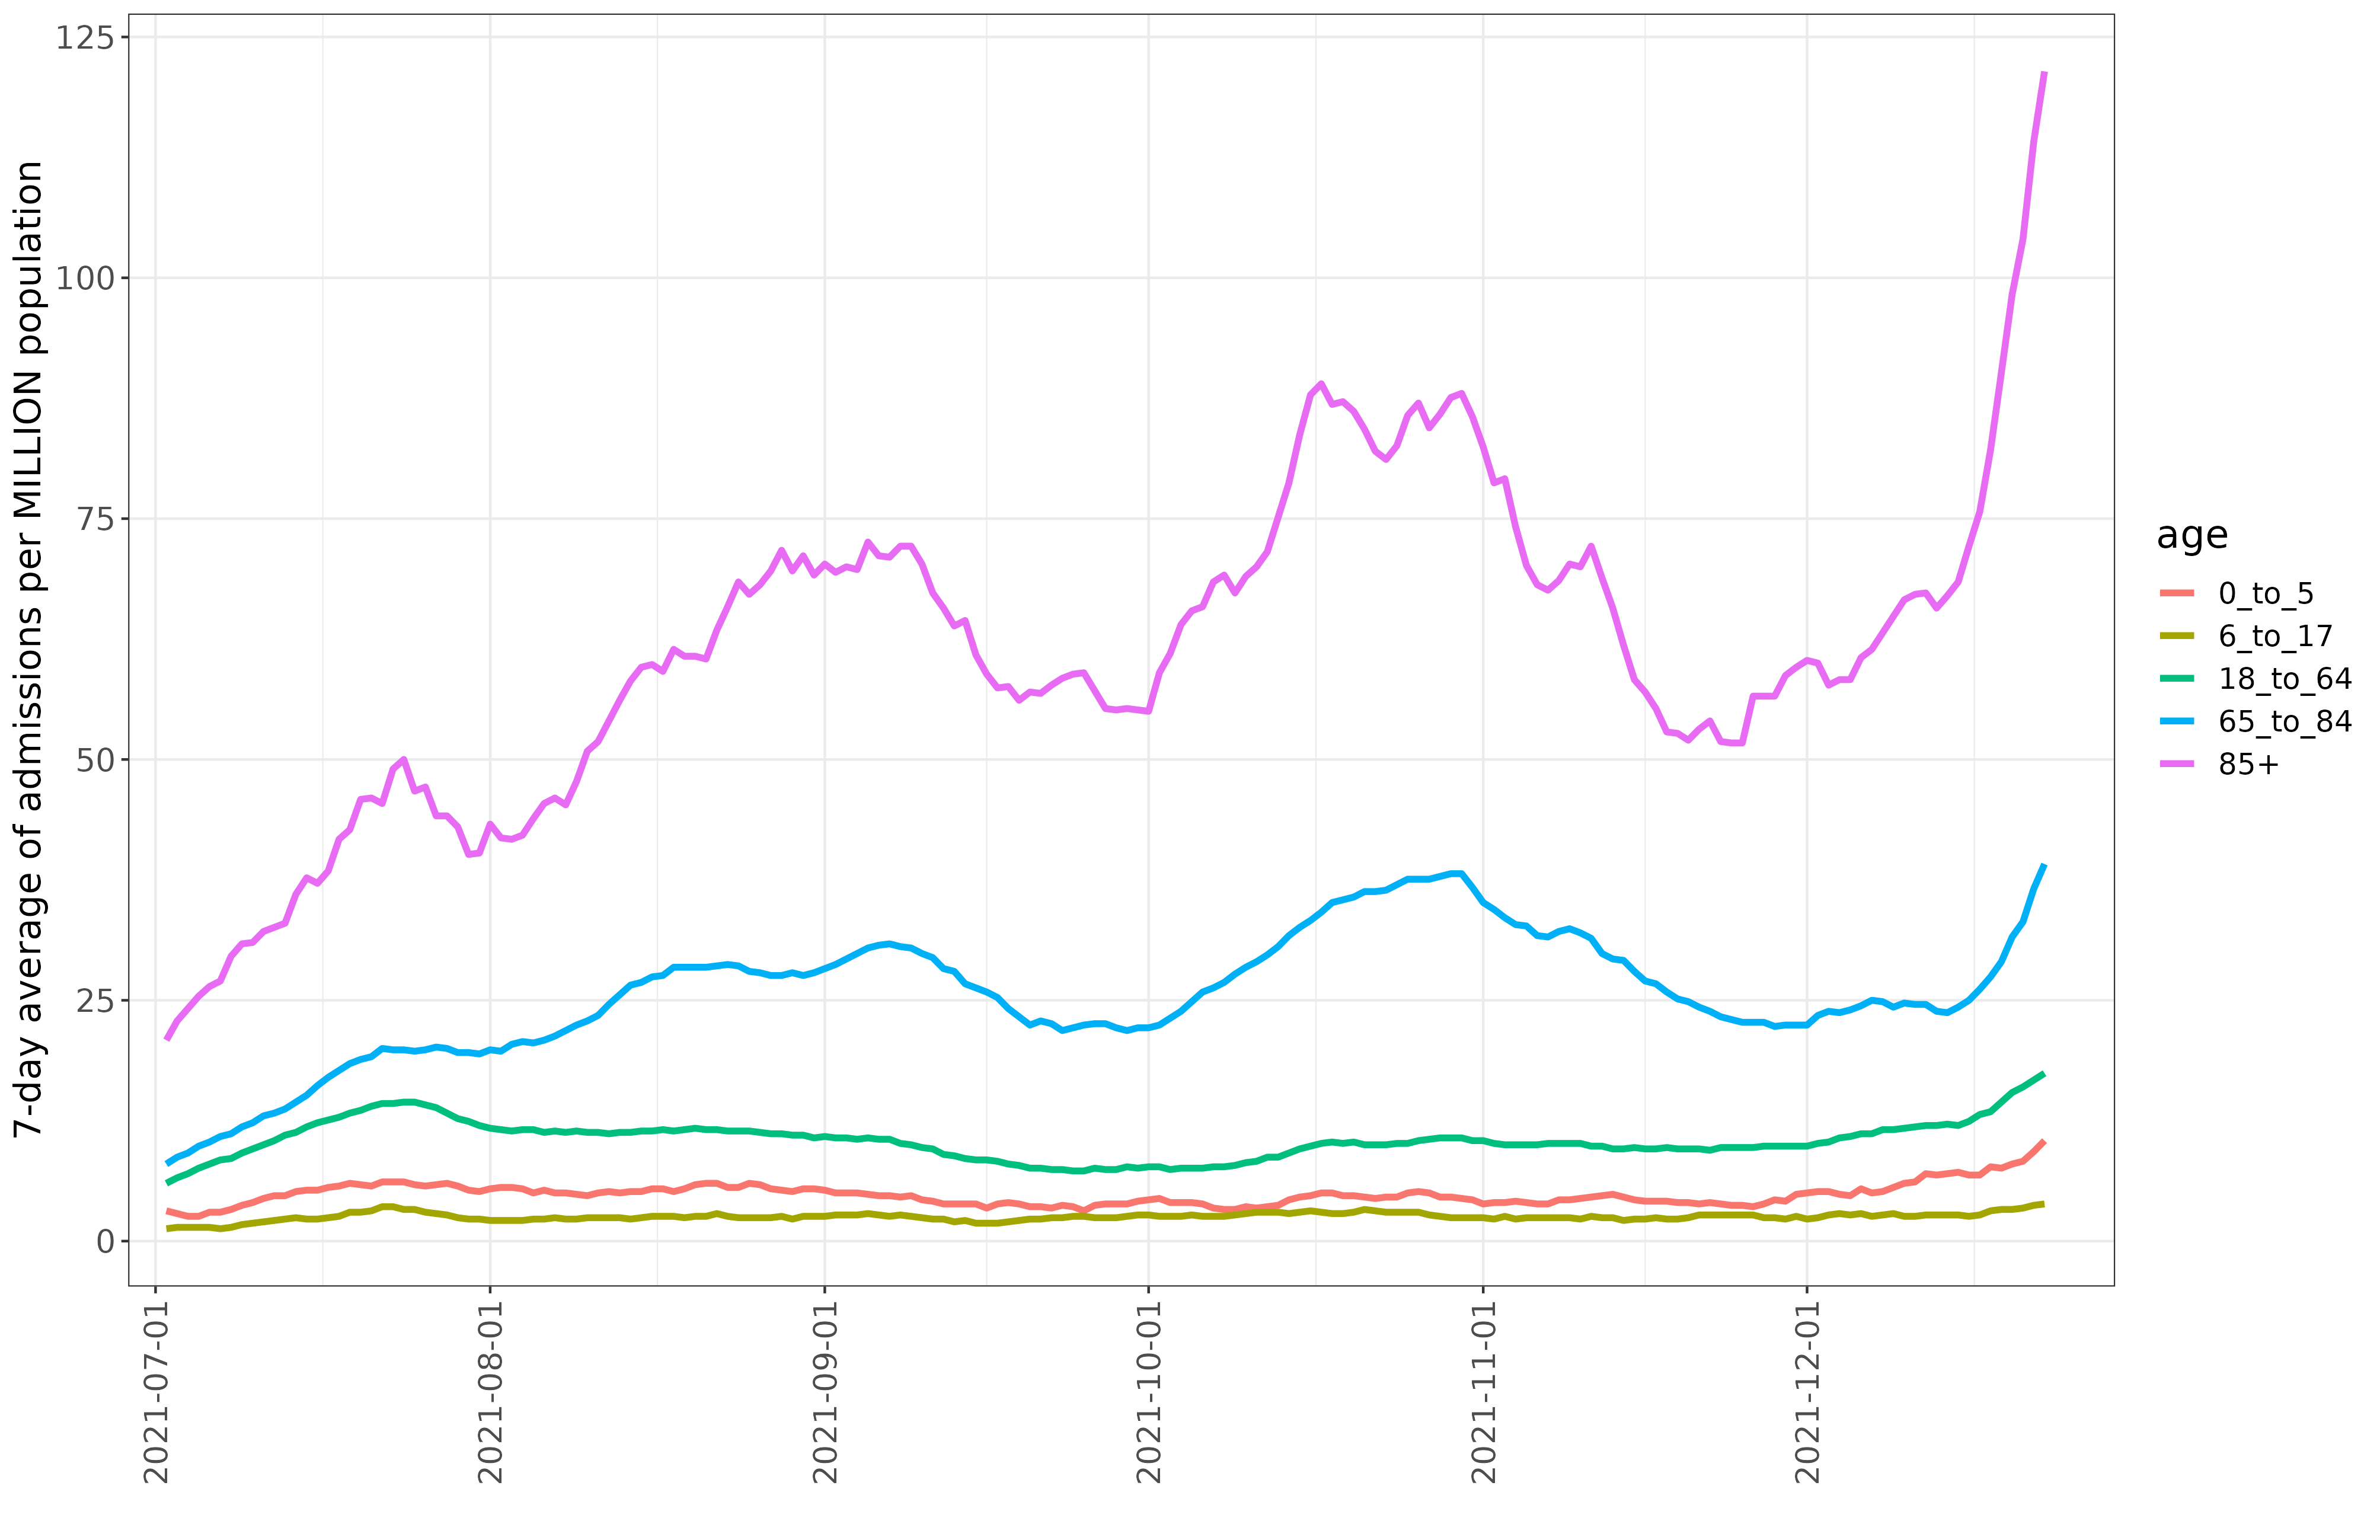 7-day average of admissions per MILLION population
125
100
75
50
25
0
2021-07-01
2021-08-01
2021-09-01
2021-10-01
2021-11-01
2021-12-01
age
0_to_5
6_to_17
18_to_64
65_to_84
85+